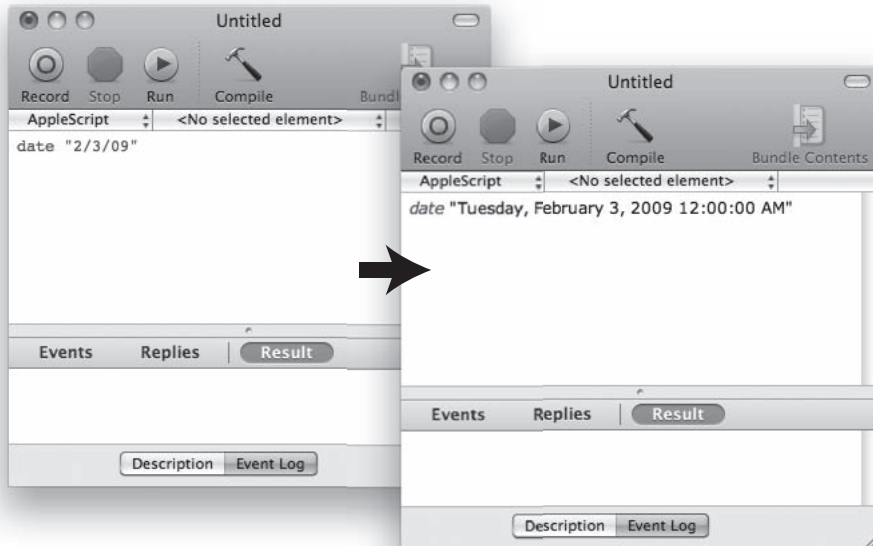 Untitled
Record Stop Run Compile Bundl
AppleScript <No selected element>
date "2/3/09"
Events Replies Result
Description Event Log
Untitled
Record Stop Run Compile Bundle Contents
AppleScript <No selected element>
date "Tuesday, February 3, 2009 12:00:00 AM"
Events Replies Result
Description Event Log